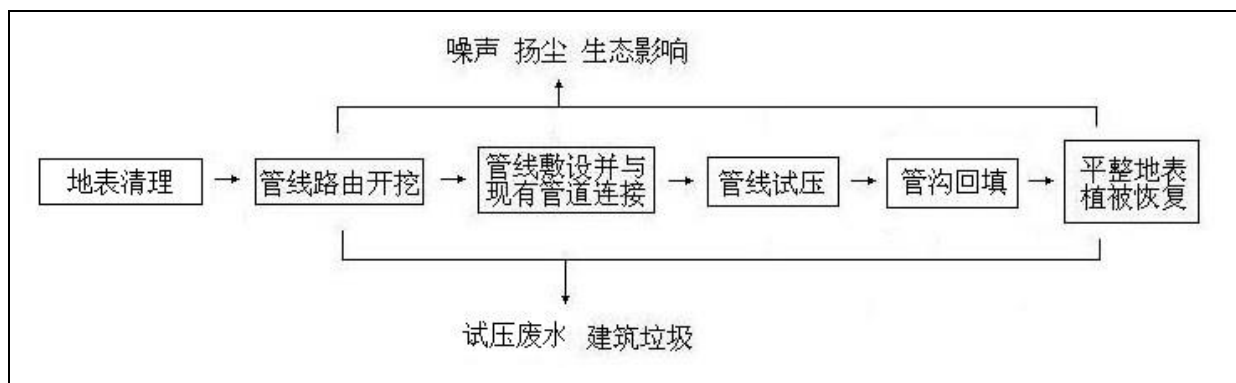 噪声 扬尘 生态影响
地表清理
管线路由开挖
管线敷设并与
现有管道连接
管线试压
管沟回填
平整地表
植被恢复
试压废水 建筑垃圾